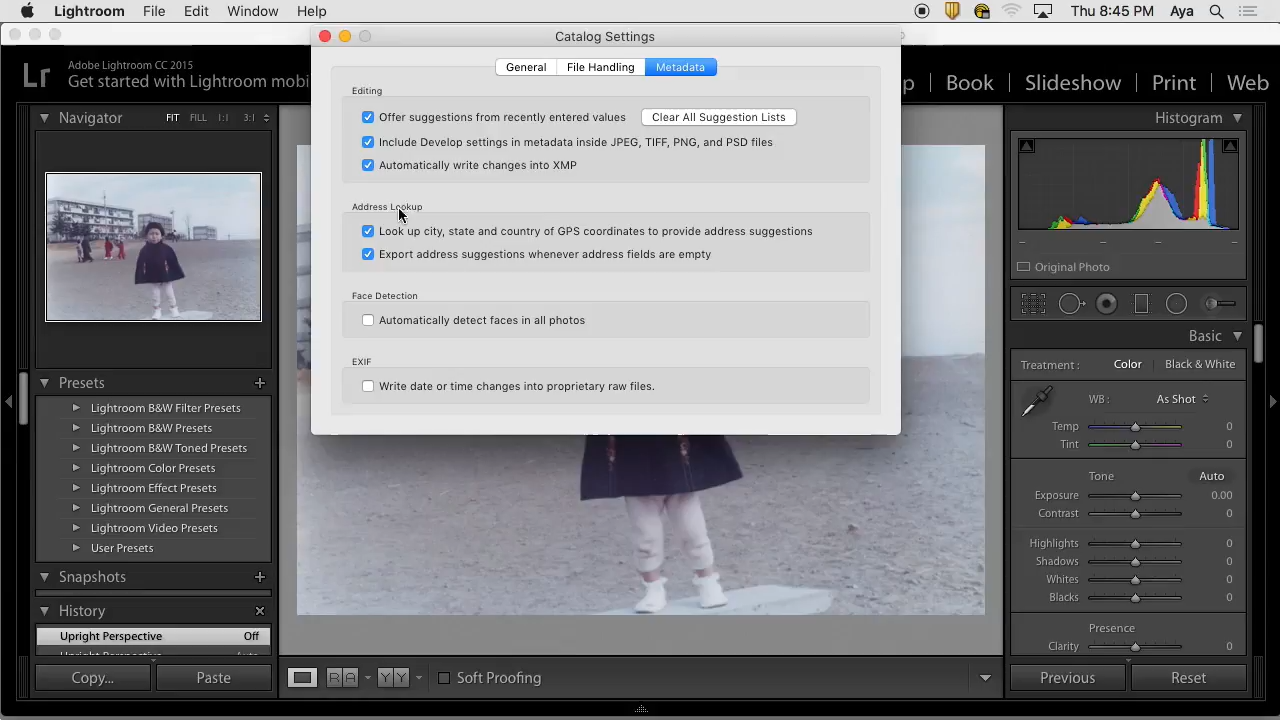 Lightroom File Edit Window Help Thu 8:45 PM Aya
Catalog Settings
Lr Adobe Lightroom CC 2015
Get started with Lightroom mobi
p | Book | Slideshow | Print | Web
General File Handling Metadata
Navigator FIT FILL 1:1 3:1
Histogram
Editing
Offer suggestions from recently entered values Clear All Suggestion Lists
Include Develop settings in metadata inside JPEG, TIFF, PNG, and PSD files
Automatically write changes into XMP
Address Lookup
Look up city, state and country of GPS coordinates to provide address suggestions
Export address suggestions whenever address fields are empty
Face Detection
Automatically detect faces in all photos
EXIF
Write date or time changes into proprietary raw files.
Original Photo
Basic
Treatment: Color | Black & White
WB: As Shot
Temp 0
Tint 0
Tone Auto
Exposure 0.00
Contrast 0
Highlights 0
Shadows 0
Whites 0
Blacks 0
Presence
Clarity 0
Presets
Lightroom B&W Filter Presets
Lightroom B&W Presets
Lightroom B&W Toned Presets
Lightroom Color Presets
Lightroom Effect Presets
Lightroom General Presets
Lightroom Video Presets
User Presets
Snapshots
History
Upright Perspective Off
Copy... Paste
R A Y Y Soft Proofing
Previous Reset